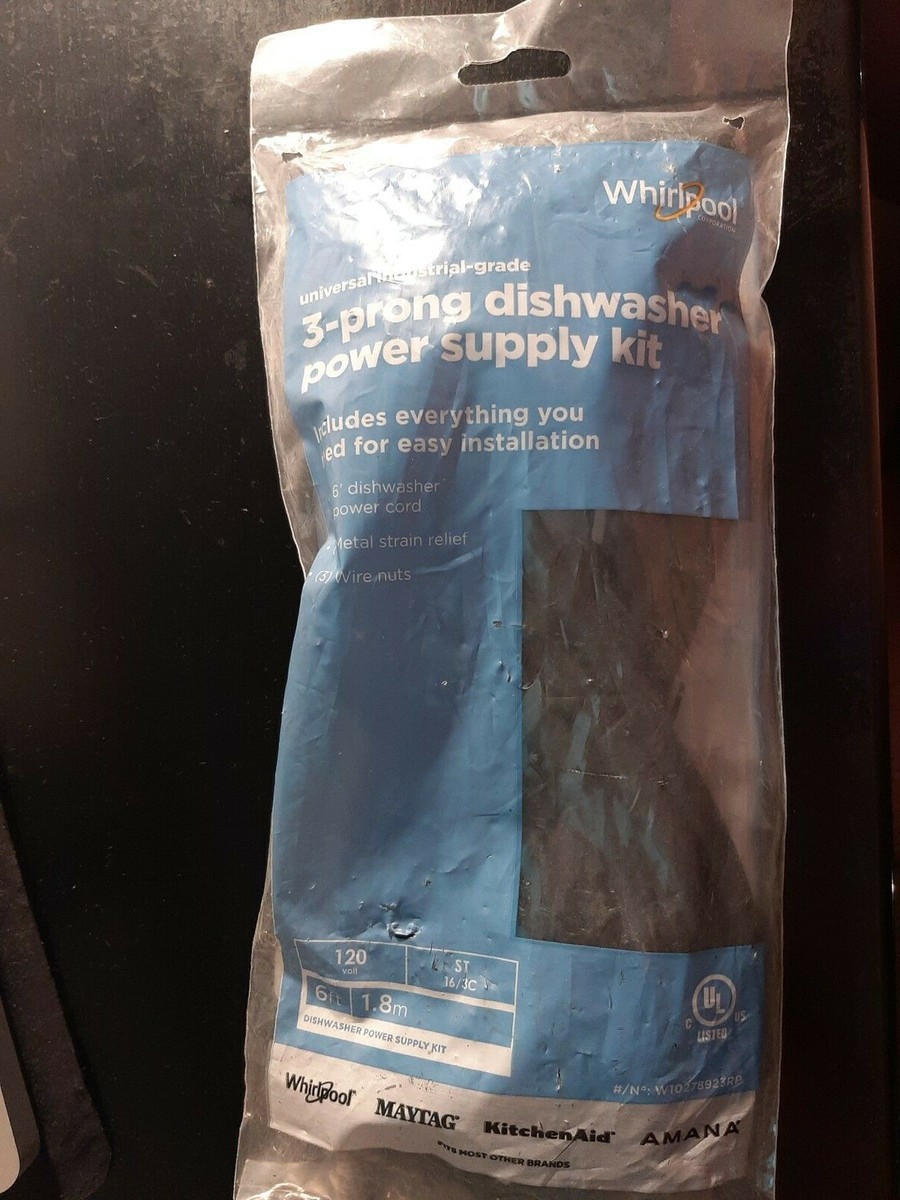 Whirlpool
CORPORATION
universal industrial-grade
3-prong dishwasher
power supply kit
Includes everything you
need for easy installation
6' dishwasher
power cord
• Metal strain relief
• (3) Wire nuts
120
volt
ST
16/3C
6ft 1.8m
DISHWASHER POWER SUPPLY KIT
UL
C US
LISTED
#/N°: W10278923RP
Whirlpool MAYTAG KitchenAid AMANA
FITS MOST OTHER BRANDS